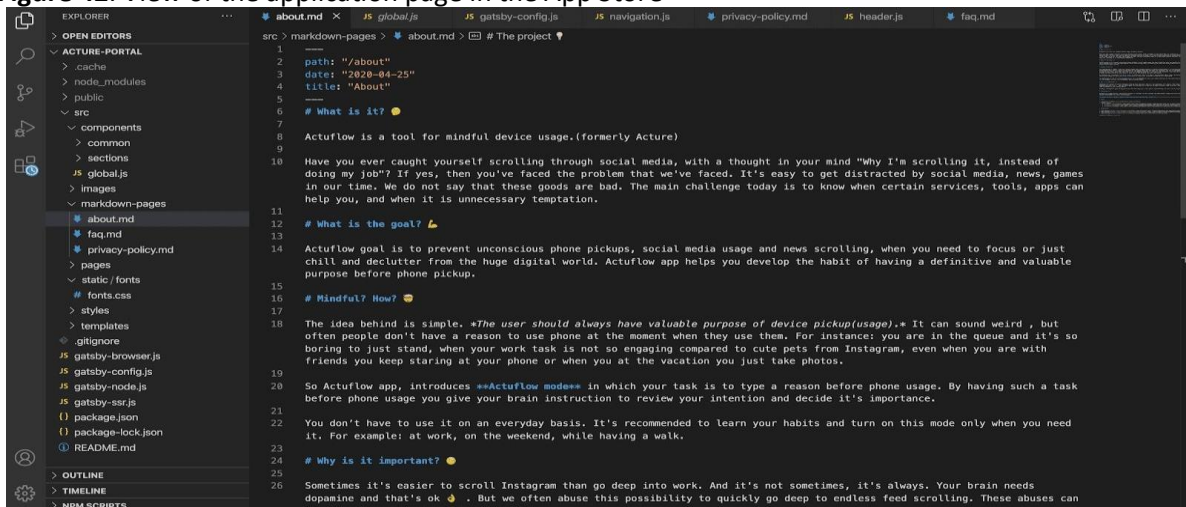 Figure 42. View of the application page in the App Store
EXPLORER
OPEN EDITORS
ACTURE-PORTAL
.cache
node_modules
public
src
components
common
sections
JS global.js
images
markdown-pages
about.md
faq.md
privacy-policy.md
pages
static / fonts
# fonts.css
styles
templates
.gitignore
JS gatsby-browser.js
JS gatsby-config.js
JS gatsby-node.js
JS gatsby-ssr.js
{} package.json
{} package-lock.json
README.md
OUTLINE
TIMELINE
NPM SCRIPTS
about.md JS global.js JS gatsby-config.js JS navigation.js privacy-policy.md JS header.js faq.md
src > markdown-pages > about.md > # The project
1 ---
2 path: "/about"
3 date: "2020-04-25"
4 title: "About"
5 ---
6 # What is it? 🤔
7
8 Actuflow is a tool for mindful device usage.(formerly Acture)
9
10 Have you ever caught yourself scrolling through social media, with a thought in your mind "Why I'm scrolling it, instead of
doing my job"? If yes, then you've faced the problem that we've faced. It's easy to get distracted by social media, news, games
in our time. We do not say that these goods are bad. The main challenge today is to know when certain services, tools, apps can
help you, and when it is unnecessary temptation.
11
12 # What is the goal? 💪
13
14 Actuflow goal is to prevent unconscious phone pickups, social media usage and news scrolling, when you need to focus or just
chill and declutter from the huge digital world. Actuflow app helps you develop the habit of having a definitive and valuable
purpose before phone pickup.
15
16 # Mindful? How? 🤯
17
18 The idea behind is simple. *The user should always have valuable purpose of device pickup(usage).* It can sound weird , but
often people don't have a reason to use phone at the moment when they use them. For instance: you are in the queue and it's so
boring to just stand, when your work task is not so engaging compared to cute pets from Instagram, even when you are with
friends you keep staring at your phone or when you at the vacation you just take photos.
19
20 So Actuflow app, introduces **Actuflow mode** in which your task is to type a reason before phone usage. By having such a task
before phone usage you give your brain instruction to review your intention and decide it's importance.
21
22 You don't have to use it on an everyday basis. It's recommended to learn your habits and turn on this mode only when you need
it. For example: at work, on the weekend, while having a walk.
23
24 # Why is it important?
25
26 Sometimes it's easier to scroll Instagram than go deep into work. And it's not sometimes, it's always. Your brain needs
dopamine and that's ok 👌 . But we often abuse this possibility to quickly go deep to endless feed scrolling. These abuses can